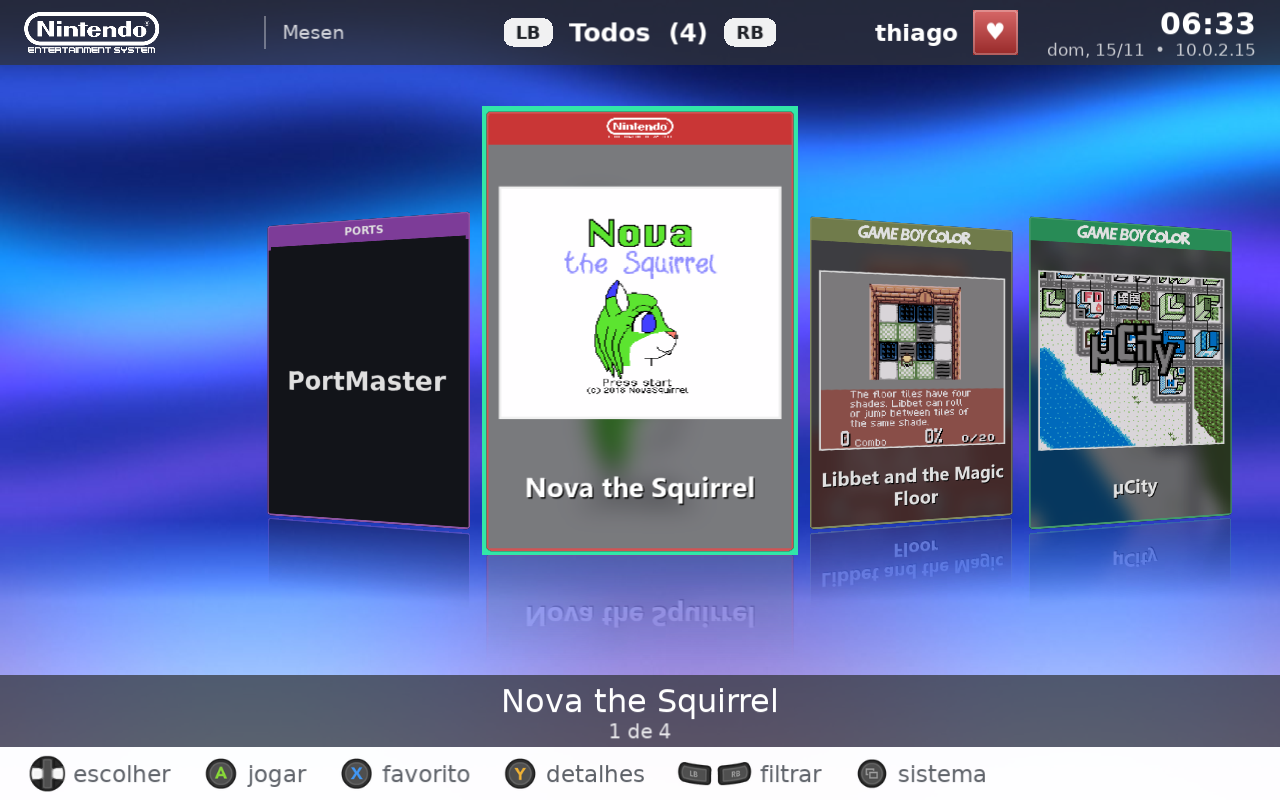 Nintendo
ENTERTAINMENT SYSTEM
Mesen
LB
Todos (4)
RB
thiago
06:33
dom, 15/11 • 10.0.2.15
PORTS
PortMaster
Nintendo
Nova
the Squirrel
Press start
(c) 2018 NovaSquirrel
Nova the Squirrel
GAME BOY COLOR
The floor tiles have four
shades. Libbet can roll
or jump between tiles of
the same shade.
0 Combo 0% 0/20
Libbet and the Magic
Floor
GAME BOY COLOR
µCity
µCity
Nova the Squirrel
1 de 4
escolher
A jogar
X favorito
Y detalhes
LB RB filtrar
sistema